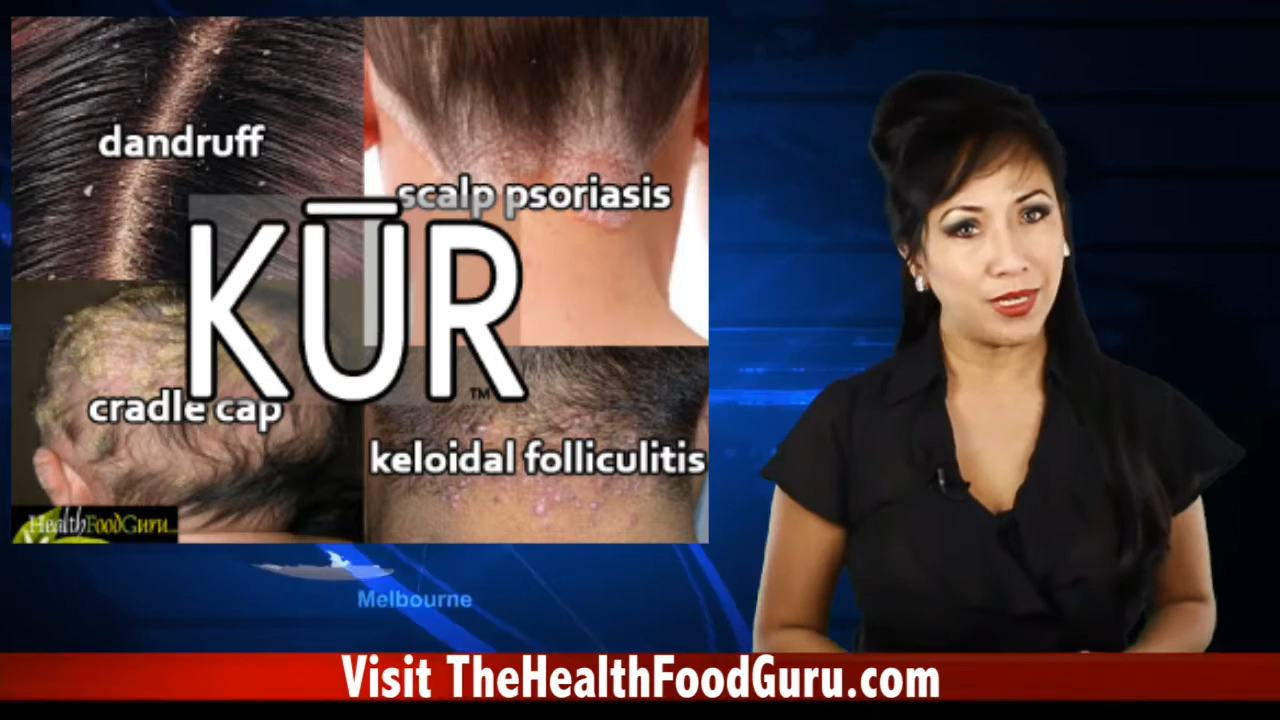 dandruff
scalp psoriasis
KŪR
TM
cradle cap
keloidal folliculitis
HealthFoodGuru
Melbourne
Visit TheHealthFoodGuru.com